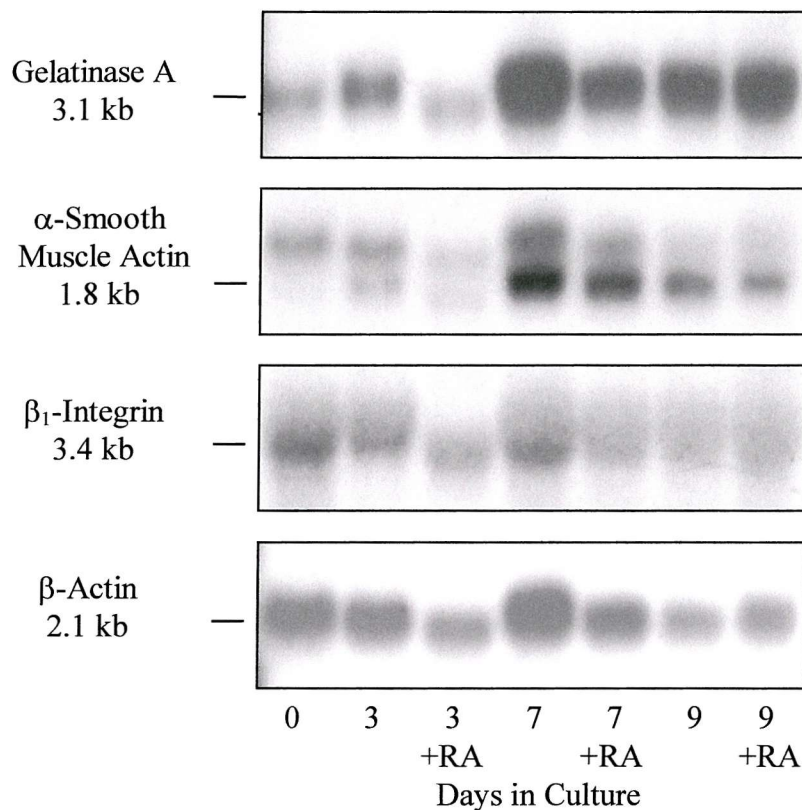 Gelatinase A
3.1 kb
α-Smooth
Muscle Actin
1.8 kb
β₁-Integrin
3.4 kb
β-Actin
2.1 kb
0 3 3 7 7 9 9
+RA +RA +RA
Days in Culture